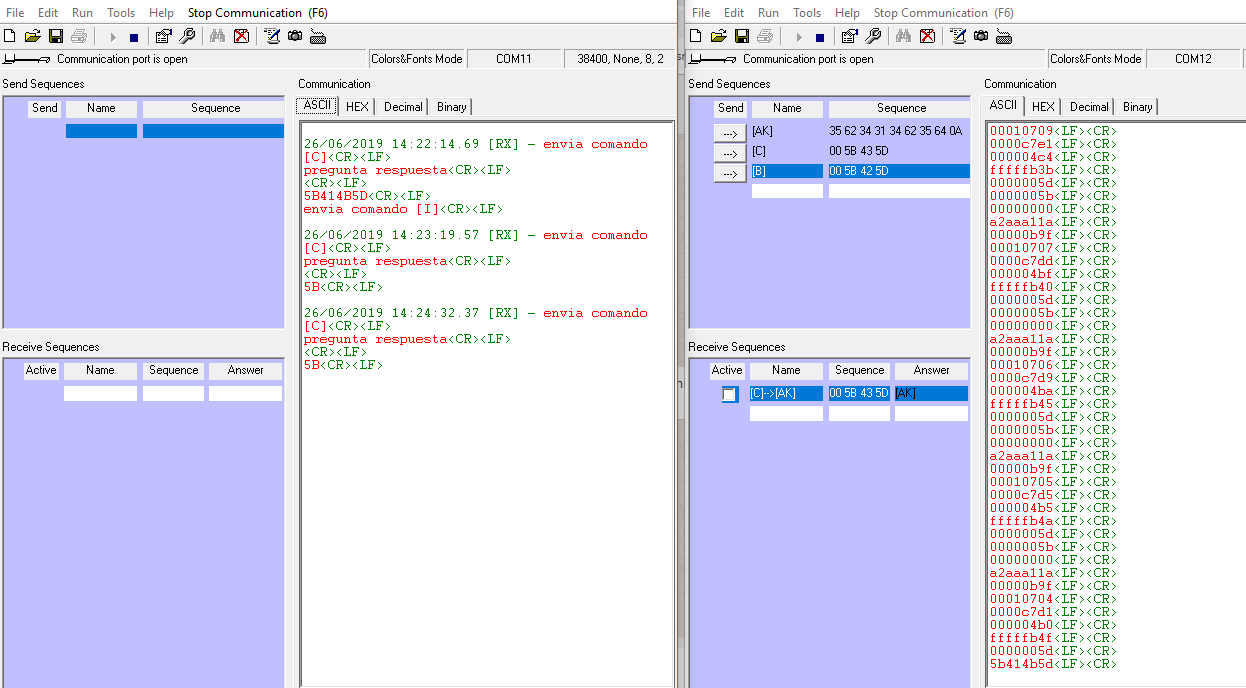 File Edit Run Tools Help Stop Communication (F6)
Communication port is open Colors&Fonts Mode COM11 38400, None, 8, 2
Send Sequences
Send Name Sequence
Receive Sequences
Active Name Sequence Answer
Communication
ASCII HEX Decimal Binary
26/06/2019 14:22:14.69 [RX] - envia comando
[C]<CR><LF>
pregunta respuesta<CR><LF>
<CR><LF>
5B414B5D<CR><LF>
envia comando [I]<CR><LF>
26/06/2019 14:23:19.57 [RX] - envia comando
[C]<CR><LF>
pregunta respuesta<CR><LF>
<CR><LF>
5B<CR><LF>
26/06/2019 14:24:32.37 [RX] - envia comando
[C]<CR><LF>
pregunta respuesta<CR><LF>
<CR><LF>
5B<CR><LF>
File Edit Run Tools Help Stop Communication (F6)
Communication port is open Colors&Fonts Mode COM12
Send Sequences
Send Name Sequence
---> [AK] 35 62 34 31 34 62 35 64 0A
---> [C] 00 5B 43 5D
---> [B] 00 5B 42 5D
Receive Sequences
Active Name Sequence Answer
[C]-->[AK] 00 5B 43 5D [AK]
Communication
ASCII HEX Decimal Binary
00010709<LF><CR>
0000c7e1<LF><CR>
000004c4<LF><CR>
fffffb3b<LF><CR>
0000005d<LF><CR>
0000005b<LF><CR>
00000000<LF><CR>
a2aaa11a<LF><CR>
00000b9f<LF><CR>
00010707<LF><CR>
0000c7dd<LF><CR>
000004bf<LF><CR>
fffffb40<LF><CR>
0000005d<LF><CR>
0000005b<LF><CR>
00000000<LF><CR>
a2aaa11a<LF><CR>
00000b9f<LF><CR>
00010706<LF><CR>
0000c7d9<LF><CR>
000004ba<LF><CR>
fffffb45<LF><CR>
0000005d<LF><CR>
0000005b<LF><CR>
00000000<LF><CR>
a2aaa11a<LF><CR>
00000b9f<LF><CR>
00010705<LF><CR>
0000c7d5<LF><CR>
000004b5<LF><CR>
fffffb4a<LF><CR>
0000005d<LF><CR>
0000005b<LF><CR>
00000000<LF><CR>
a2aaa11a<LF><CR>
00000b9f<LF><CR>
00010704<LF><CR>
0000c7d1<LF><CR>
000004b0<LF><CR>
fffffb4f<LF><CR>
0000005d<LF><CR>
5b414b5d<LF><CR>